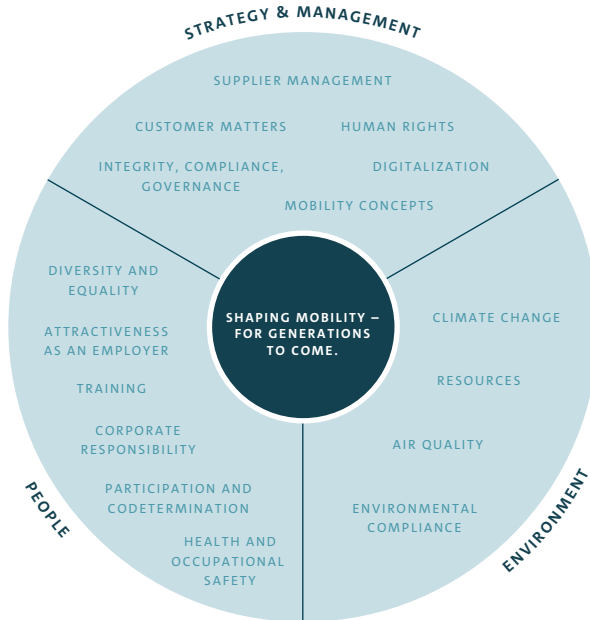 STRATEGY & MANAGEMENT
SUPPLIER MANAGEMENT
CUSTOMER MATTERS
HUMAN RIGHTS
INTEGRITY, COMPLIANCE,
GOVERNANCE
DIGITALIZATION
MOBILITY CONCEPTS
DIVERSITY AND
EQUALITY
ATTRACTIVENESS
AS AN EMPLOYER
TRAINING
CORPORATE
RESPONSIBILITY
PARTICIPATION AND
CODETERMINATION
HEALTH AND
OCCUPATIONAL
SAFETY
PEOPLE
SHAPING MOBILITY –
FOR GENERATIONS
TO COME.
CLIMATE CHANGE
RESOURCES
AIR QUALITY
ENVIRONMENTAL
COMPLIANCE
ENVIRONMENT